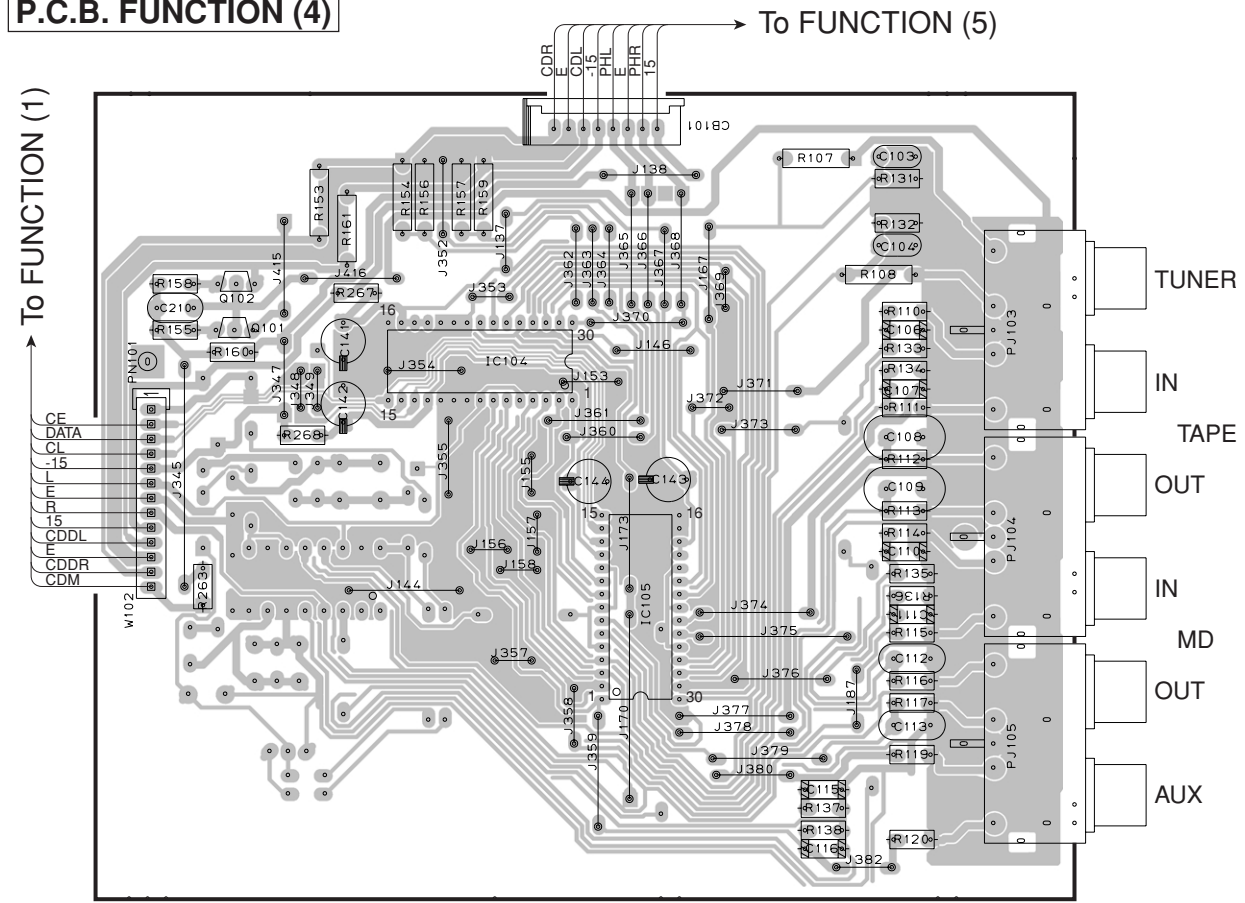 P.C.B. FUNCTION (4)
To FUNCTION (5)
CDR
E
CDL
-15
PHL
E
PHR
15
CB101
To FUNCTION (1)
R107
C103
R131
J138
R153
R161
R154
R156
J352
R157
R159
J137
J362
J363
J364
J365
J366
J367
J368
J167
J369
R132
C104
R108
TUNER
J415
J416
R158
Q102
C210
R155
Q101
R160
R267
J353
16
30
J370
R110
C106
PJ103
PN101
C141
IC104
J146
R133
J347
J348
J349
J354
J153
R134
IN
C142
15
1
J371
C107
J372
R111
1
CE
DATA
CL
-15
L
E
R
15
CDDL
E
CDDR
CDM
W102
J345
R268
J355
J361
J360
J373
C108
TAPE
R112
J155
C144
C143
C109
OUT
15
16
R113
J157
J173
R114
PJ104
J156
C110
J158
R135
R263
J144
IC105
R136
IN
J374
C111
J375
R115
MD
J357
C112
J376
R116
J187
OUT
J358
1
30
R117
J359
J170
J377
J378
C113
PJ105
J379
R119
J380
C115
AUX
R137
R138
C116
R120
J382